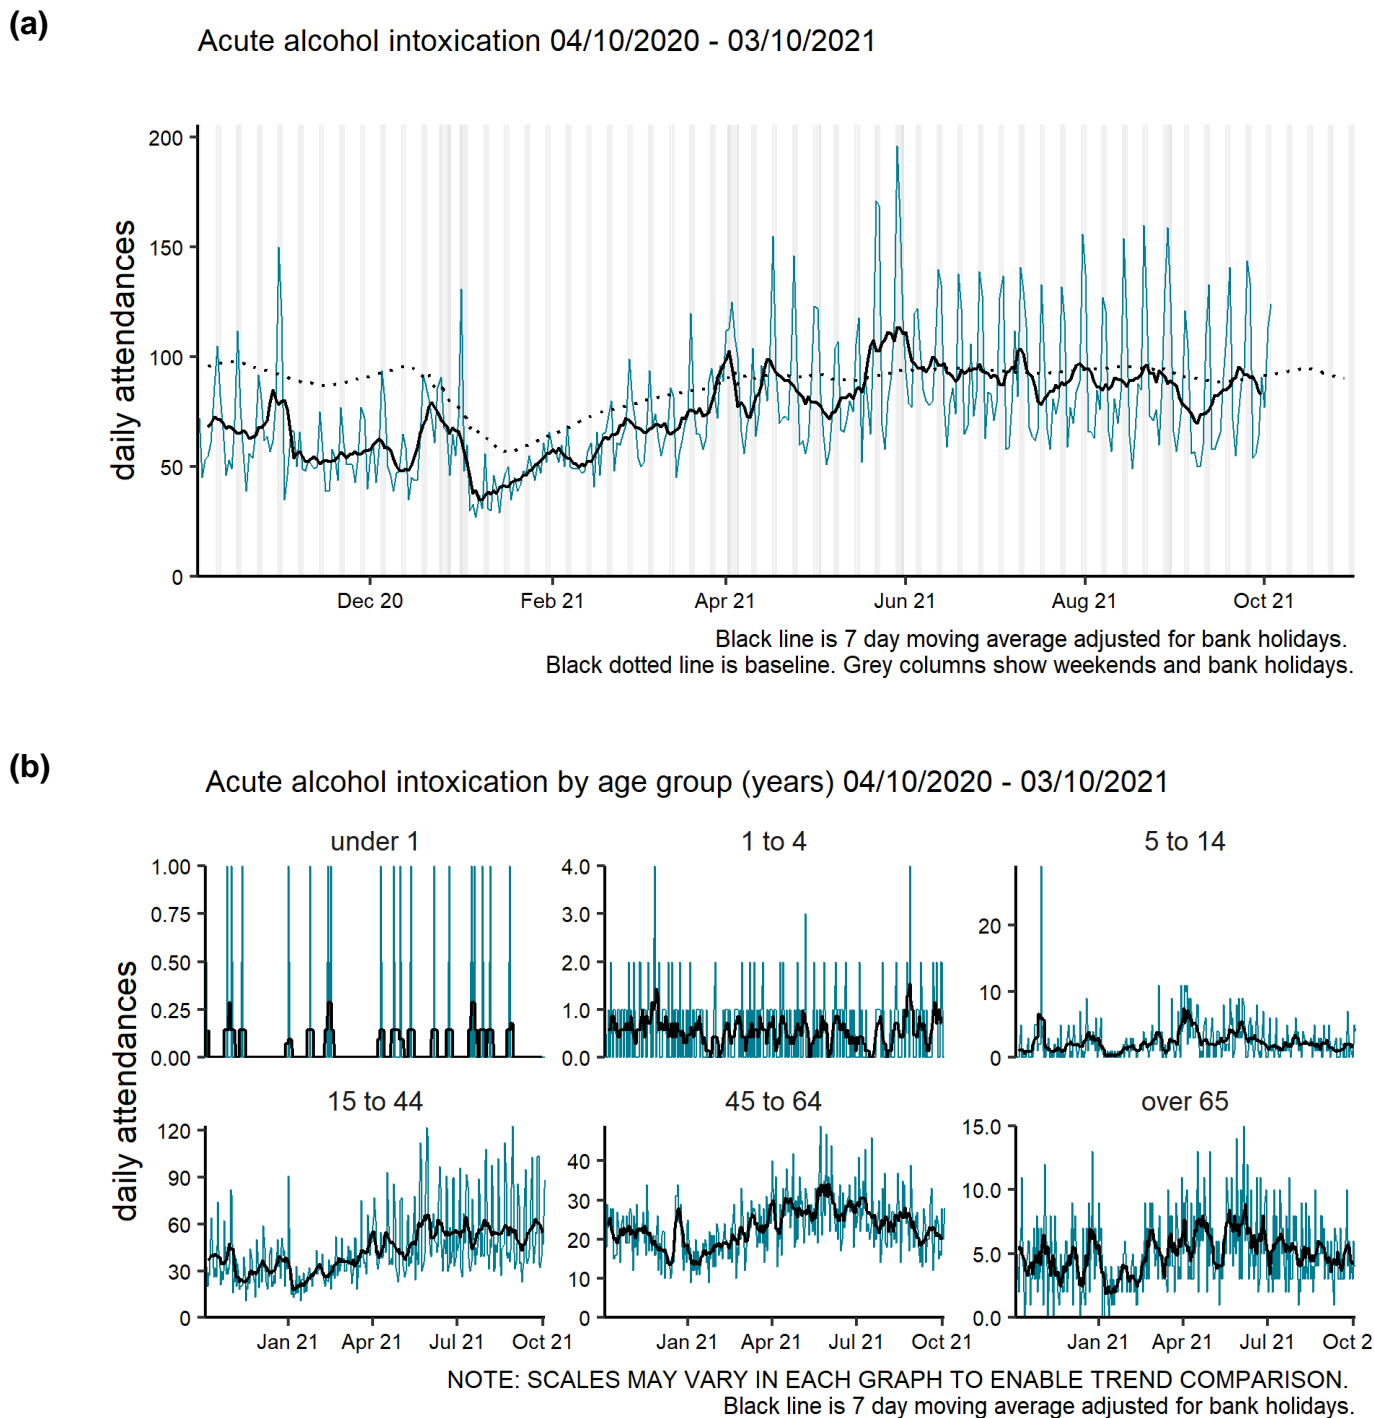 (a)
Acute alcohol intoxication 04/10/2020 - 03/10/2021
daily attendances
200
150
100
50
0
Dec 20
Feb 21
Apr 21
Jun 21
Aug 21
Oct 21
Black line is 7 day moving average adjusted for bank holidays.
Black dotted line is baseline. Grey columns show weekends and bank holidays.
(b)
Acute alcohol intoxication by age group (years) 04/10/2020 - 03/10/2021
daily attendances
under 1
1.00
0.75
0.50
0.25
0.00
1 to 4
4.0
3.0
2.0
1.0
0.0
5 to 14
20
10
0
15 to 44
120
90
60
30
0
Jan 21
Apr 21
Jul 21
Oct 21
45 to 64
40
30
20
10
0
Jan 21
Apr 21
Jul 21
Oct 21
over 65
15.0
10.0
5.0
0.0
Jan 21
Apr 21
Jul 21
Oct 2
NOTE: SCALES MAY VARY IN EACH GRAPH TO ENABLE TREND COMPARISON.
Black line is 7 day moving average adjusted for bank holidays.